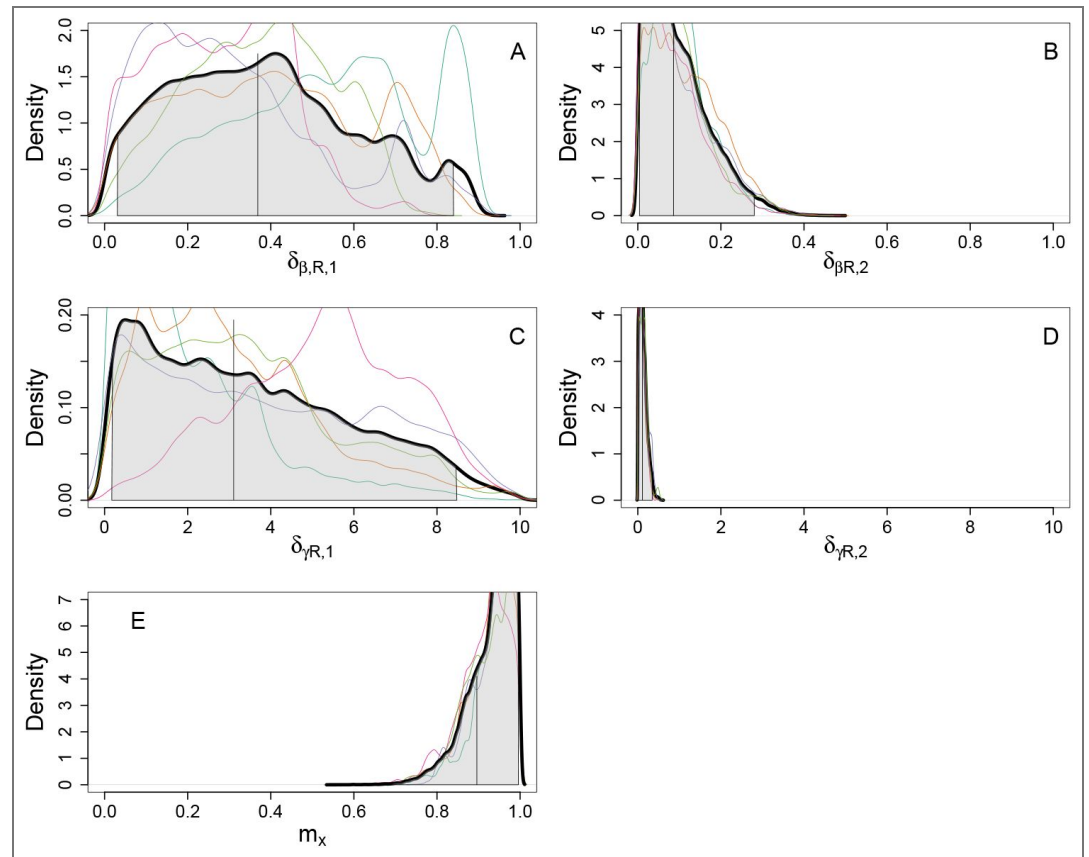 A
Density
0.0 0.5 1.0 1.5 2.0
0.0 0.2 0.4 0.6 0.8 1.0
δβ,R,1
B
Density
0 1 2 3 4 5
0.0 0.2 0.4 0.6 0.8 1.0
δβR,2
C
Density
0.00 0.10 0.20
0 2 4 6 8 10
δγR,1
D
Density
0 1 2 3 4
0 2 4 6 8 10
δγR,2
E
Density
0 1 2 3 4 5 6 7
0.0 0.2 0.4 0.6 0.8 1.0
mx